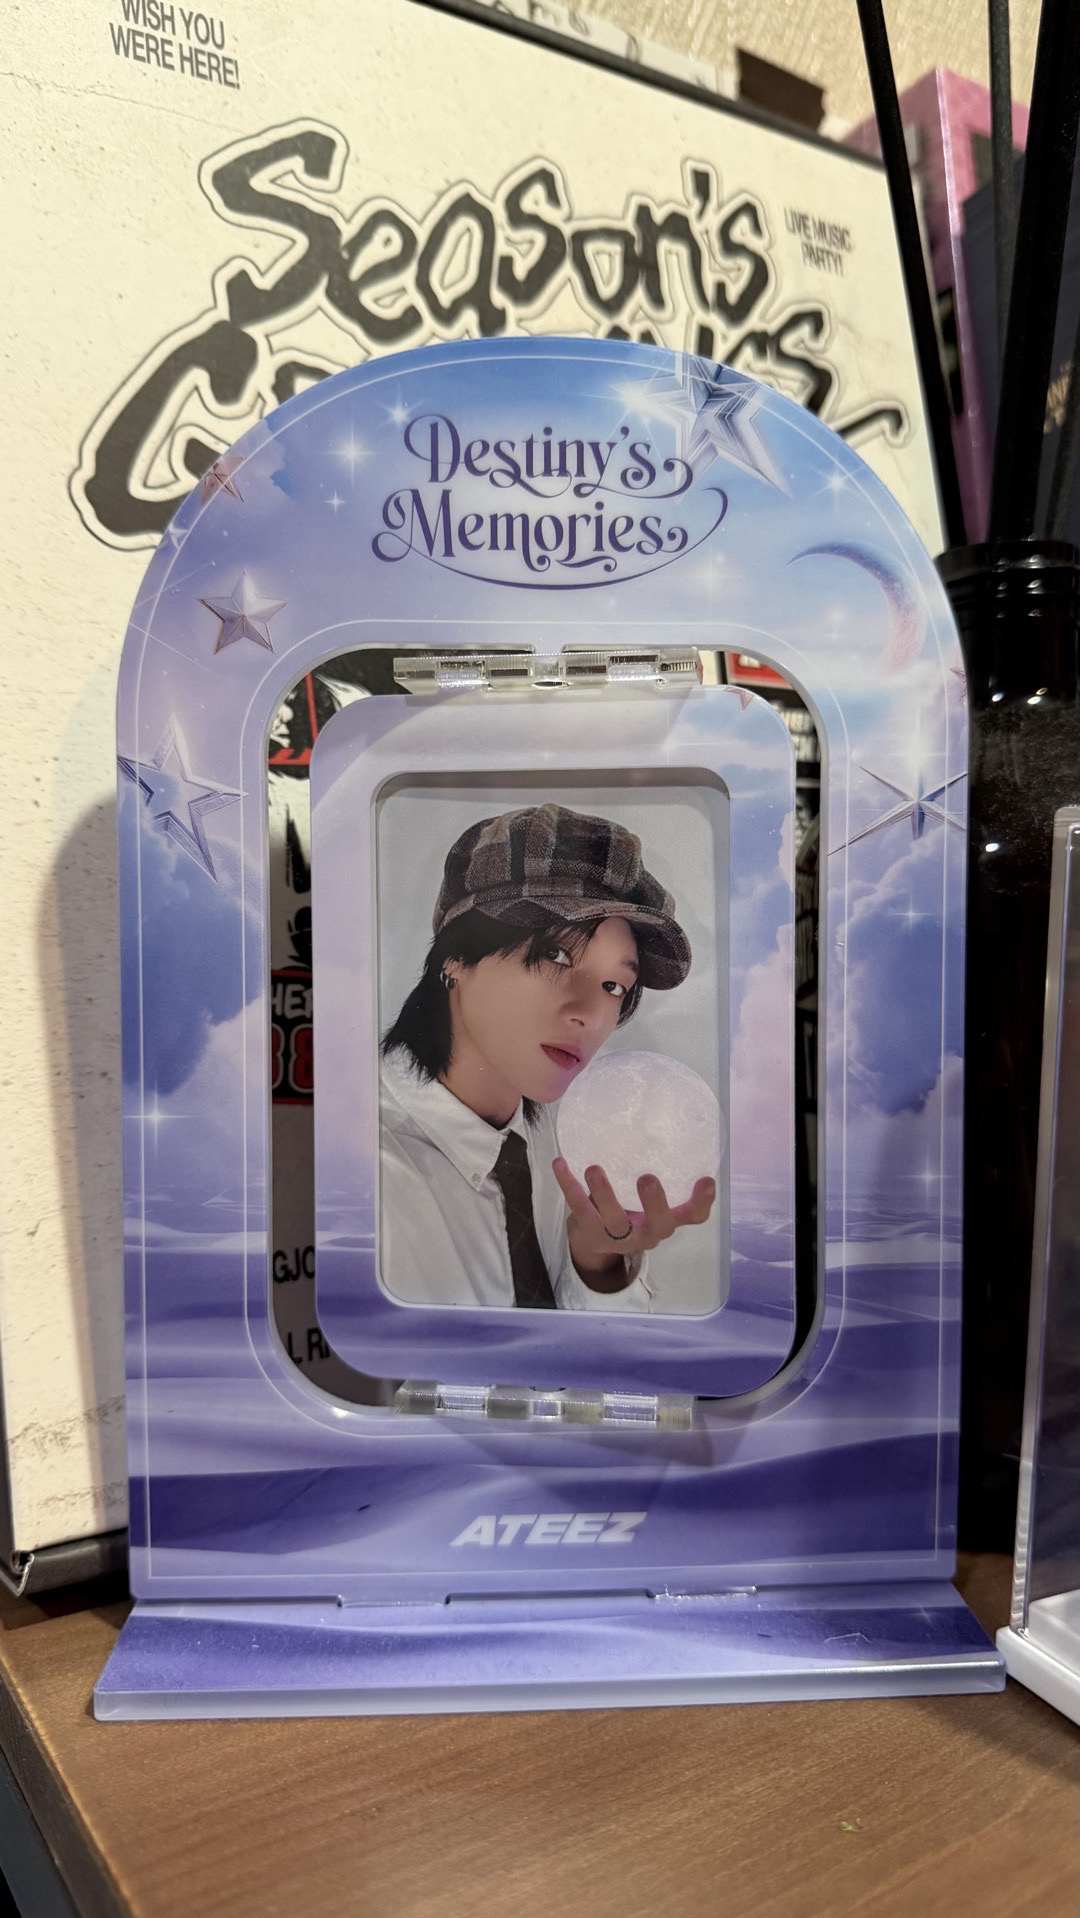 WISH YOU
WERE HERE!
Season's
LIVE MUSIC
PARTY!
Destiny's
Memories
ATEEZ